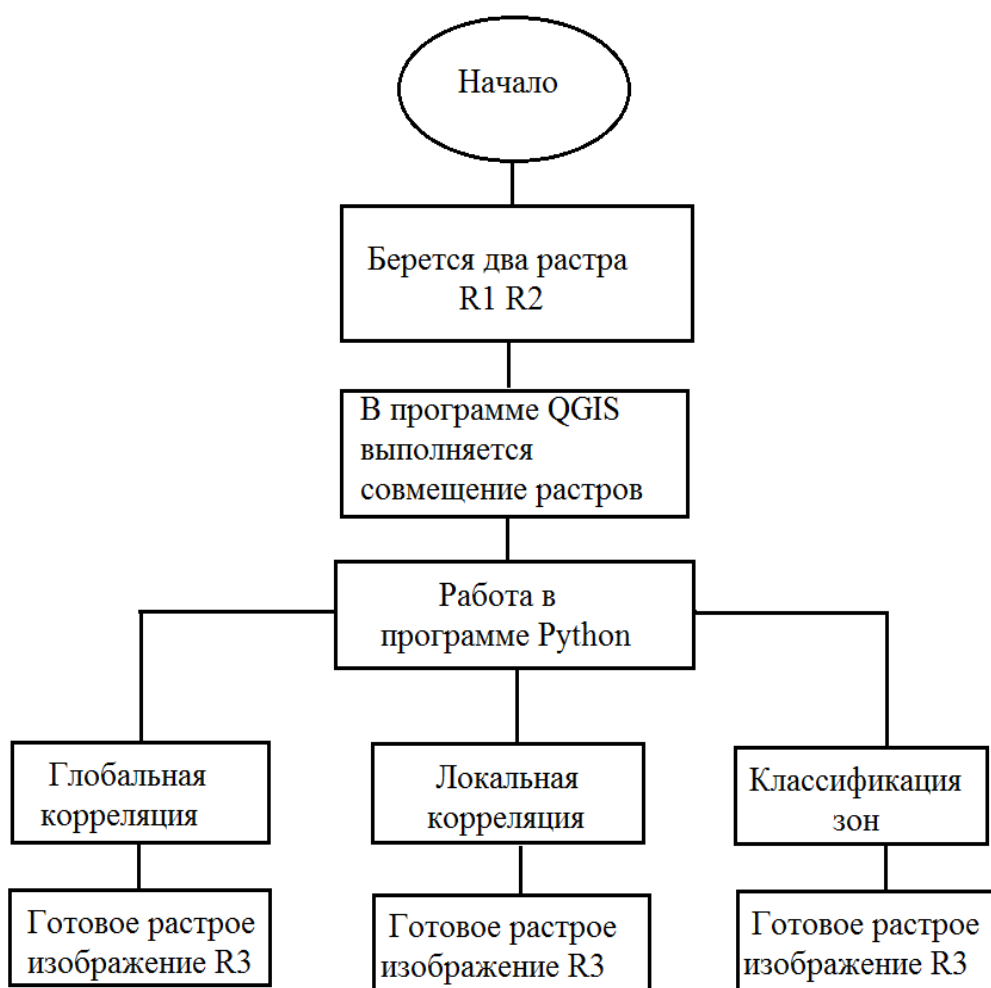 Начало
Берется два растра
R1 R2
В программе QGIS
выполняется
совмещение растров
Работа в
программе Python
Глобальная
корреляция
Локальная
корреляция
Классификация
зон
Готовое растрое
изображение R3
Готовое растрое
изображение R3
Готовое растрое
изображение R3